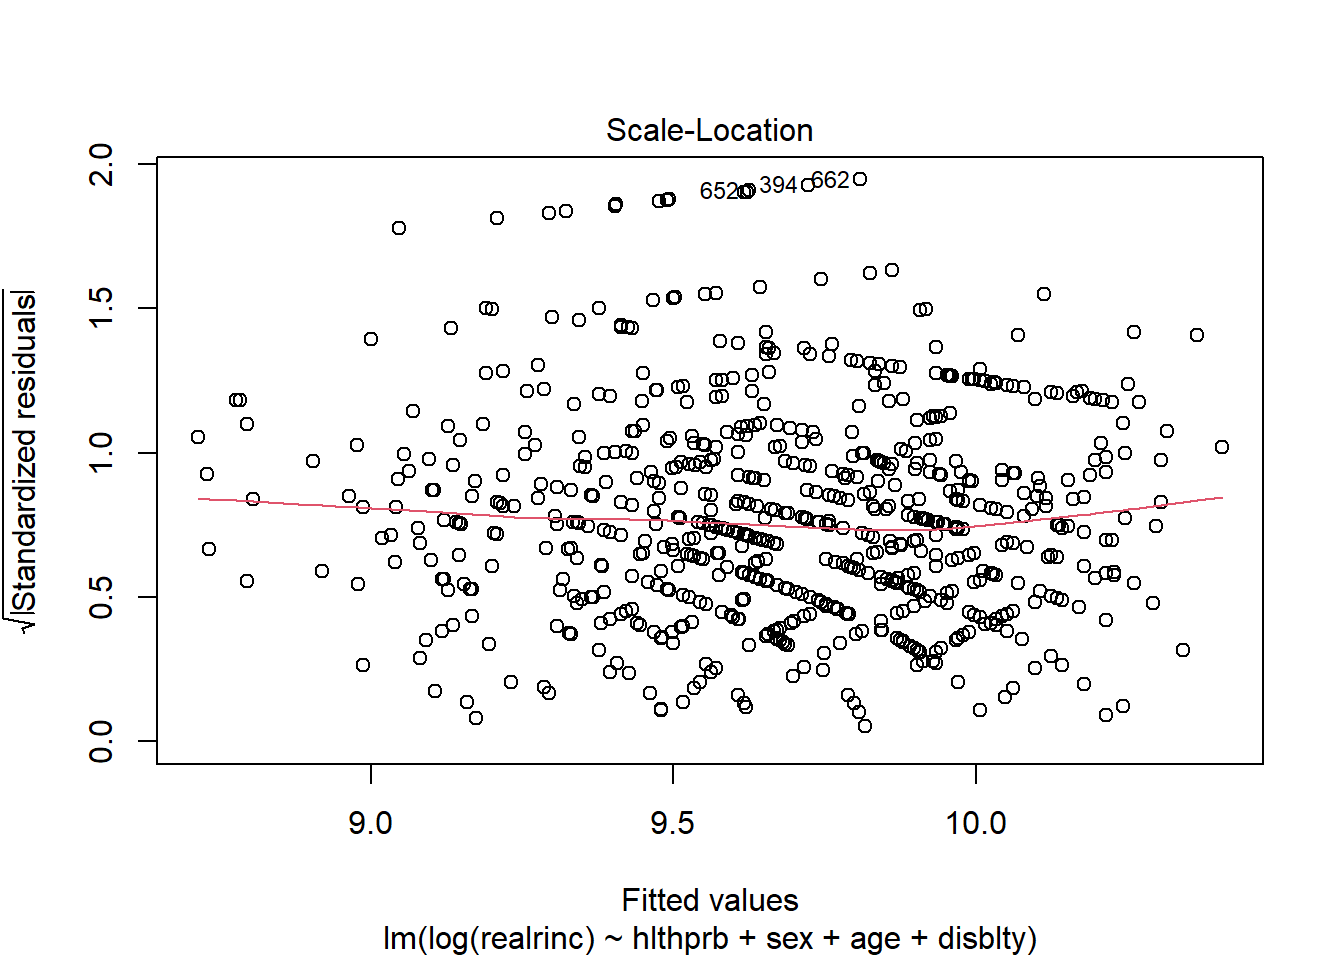 Scale-Location
√|Standardized residuals|
2.0
1.5
1.0
0.5
0.0
652
394
662
9.0
9.5
10.0
Fitted values
lm(log(realrinc) ~ hlthprb + sex + age + disblty)